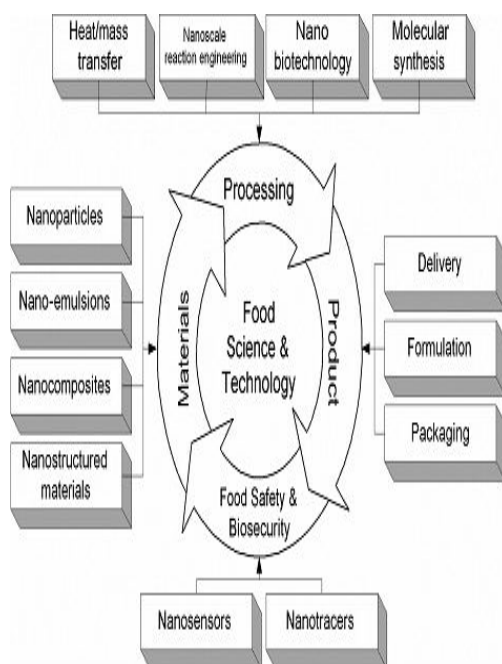 Heat/mass
transfer
Nanoscale
reaction engineering
Nano
biotechnology
Molecular
synthesis
Processing
Nanoparticles
Nano-emulsions
Nanocomposites
Nanostructured
materials
Materials
Food
Science &
Technology
Product
Delivery
Formulation
Packaging
Food Safety &
Biosecurity
Nanosensors
Nanotracers